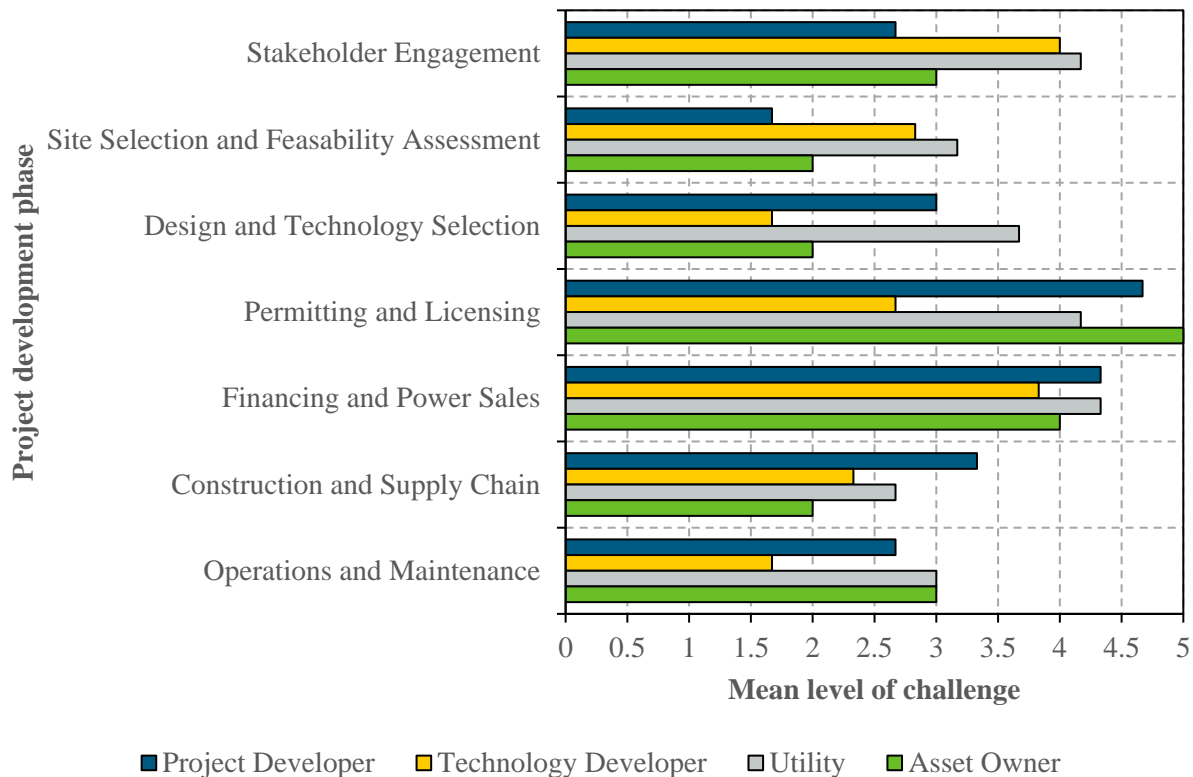 Project development phase
Stakeholder Engagement
Site Selection and Feasability Assessment
Design and Technology Selection
Permitting and Licensing
Financing and Power Sales
Construction and Supply Chain
Operations and Maintenance
0 0.5 1 1.5 2 2.5 3 3.5 4 4.5 5
Mean level of challenge
Project Developer Technology Developer Utility Asset Owner